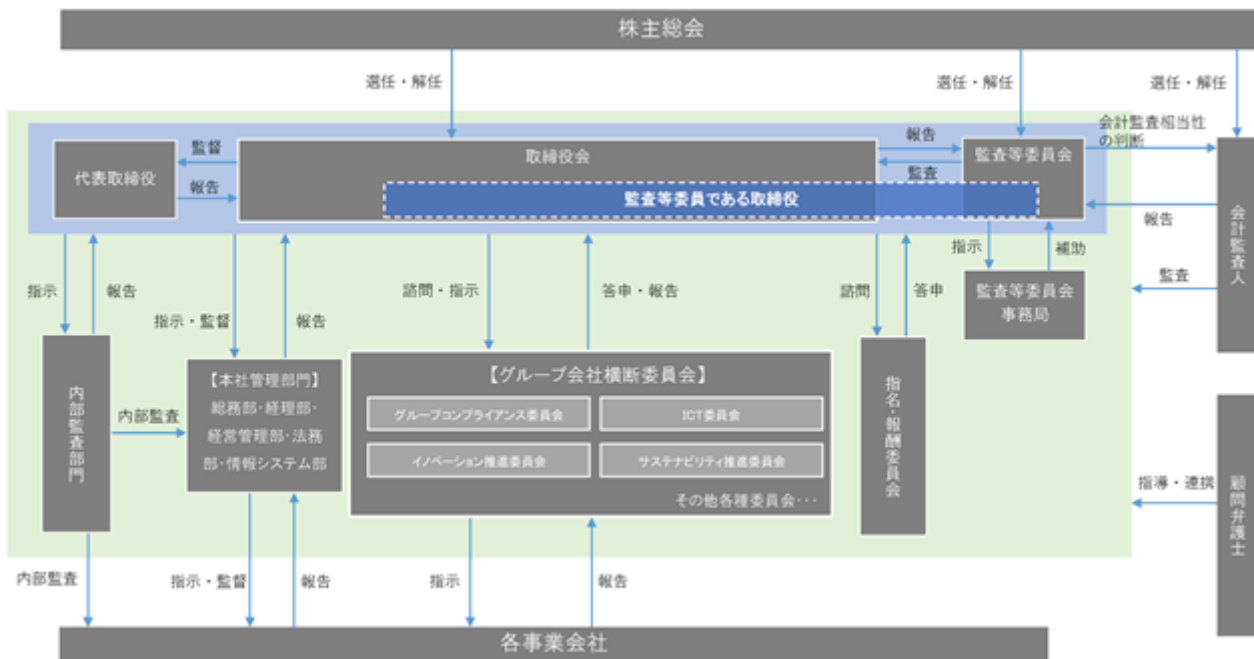 株主総会
選任・解任
選任・解任
選任・解任
会計監査相当性
の判断
代表取締役
監督
報告
取締役会
報告
監査
監査等委員会
監査等委員である取締役
会計監査人
報告
監査
指示
報告
指示・監督
報告
諮問・指示
答申・報告
諮問
答申
指示
補助
監査等委員会
事務局
内部監査部門
内部監査
【本社管理部門】
総務部・経理部・
経営管理部・法務
部・情報システム部
【グループ会社横断委員会】
グループコンプライアンス委員会
ICT委員会
イノベーション推進委員会
サステナビリティ推進委員会
その他各種委員会・・・
指名・報酬委員会
指導・連携
顧問弁護士
内部監査
指示・監督
報告
指示
報告
各事業会社